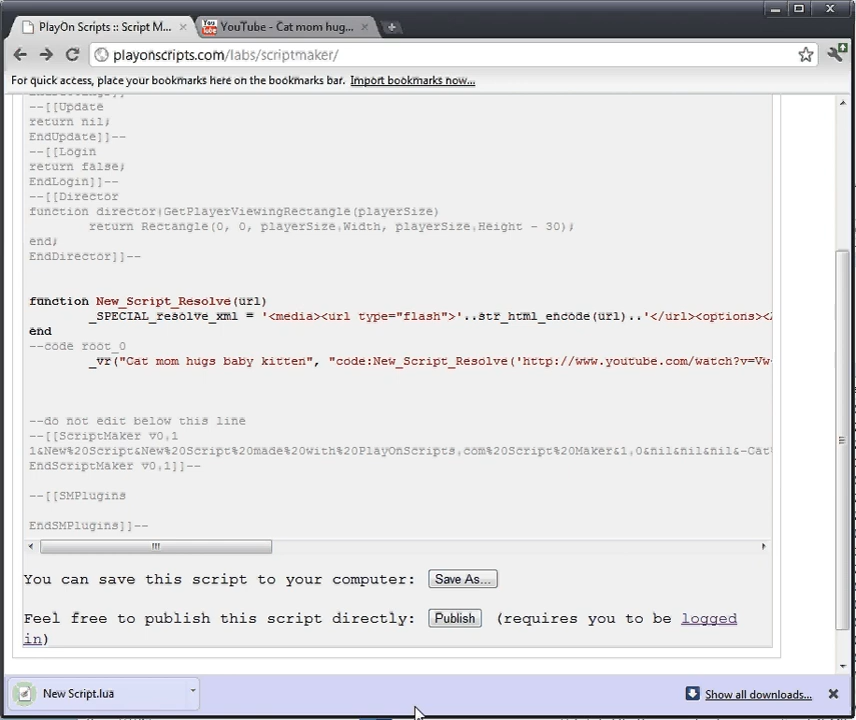 PlayOn Scripts :: Script M...
YouTube - Cat mom hug...
playonscripts.com/labs/scriptmaker/
For quick access, place your bookmarks here on the bookmarks bar. Import bookmarks now...
--[[Update
return nil;
EndUpdate]]--
--[[Login
return false;
EndLogin]]--
--[[Director
function director:GetPlayerViewingRectangle(playerSize)
return Rectangle(0, 0, playerSize.Width, playerSize.Height - 30);
end;
EndDirector]]--
function New_Script_Resolve(url)
_SPECIAL_resolve_xml = '<media><url type="flash">'..str_html_encode(url)..'</url><options><
end
--code root_0
_vr("Cat mom hugs baby kitten", "code:New_Script_Resolve('http://www.youtube.com/watch?v=Vw-
--do not edit below this line
--[[ScriptMaker v0.1
1&New%20Script&New%20Script%20made%20with%20PlayOnScripts.com%20Script%20Maker&1.0&nil&nil&nil&-Cat
EndScriptMaker v0.1]]--
--[[SMPlugins
EndSMPlugins]]--
You can save this script to your computer: Save As...
Feel free to publish this script directly: Publish (requires you to be logged
in)
New Script.lua
Show all downloads...